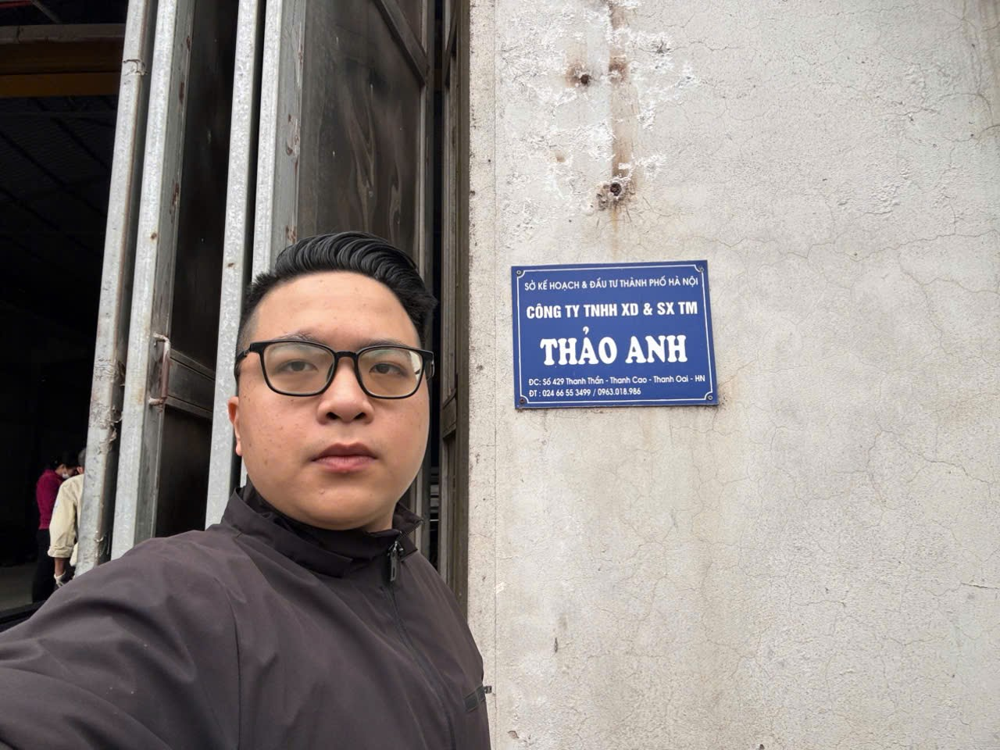 SỞ KẾ HOẠCH & ĐẦU TƯ THÀNH PHỐ HÀ NỘI
CÔNG TY TNHH XD & SX TM
THẢO ANH
ĐC: Số 429 Thanh Thần - Thanh Cao - Thanh Oai - HN
ĐT : 024 66 55 3499 / 0963.018.986